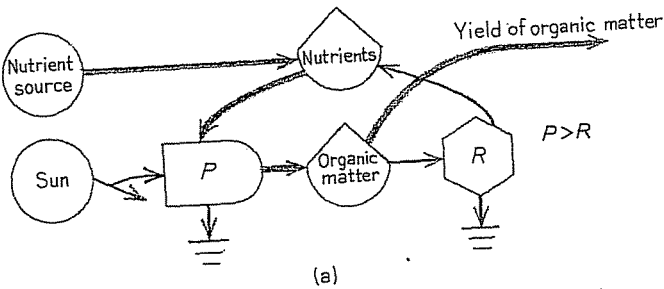 Yield of organic matter
Nutrient
source
Nutrients
P
Organic
matter
R
P>R
Sun
(a)